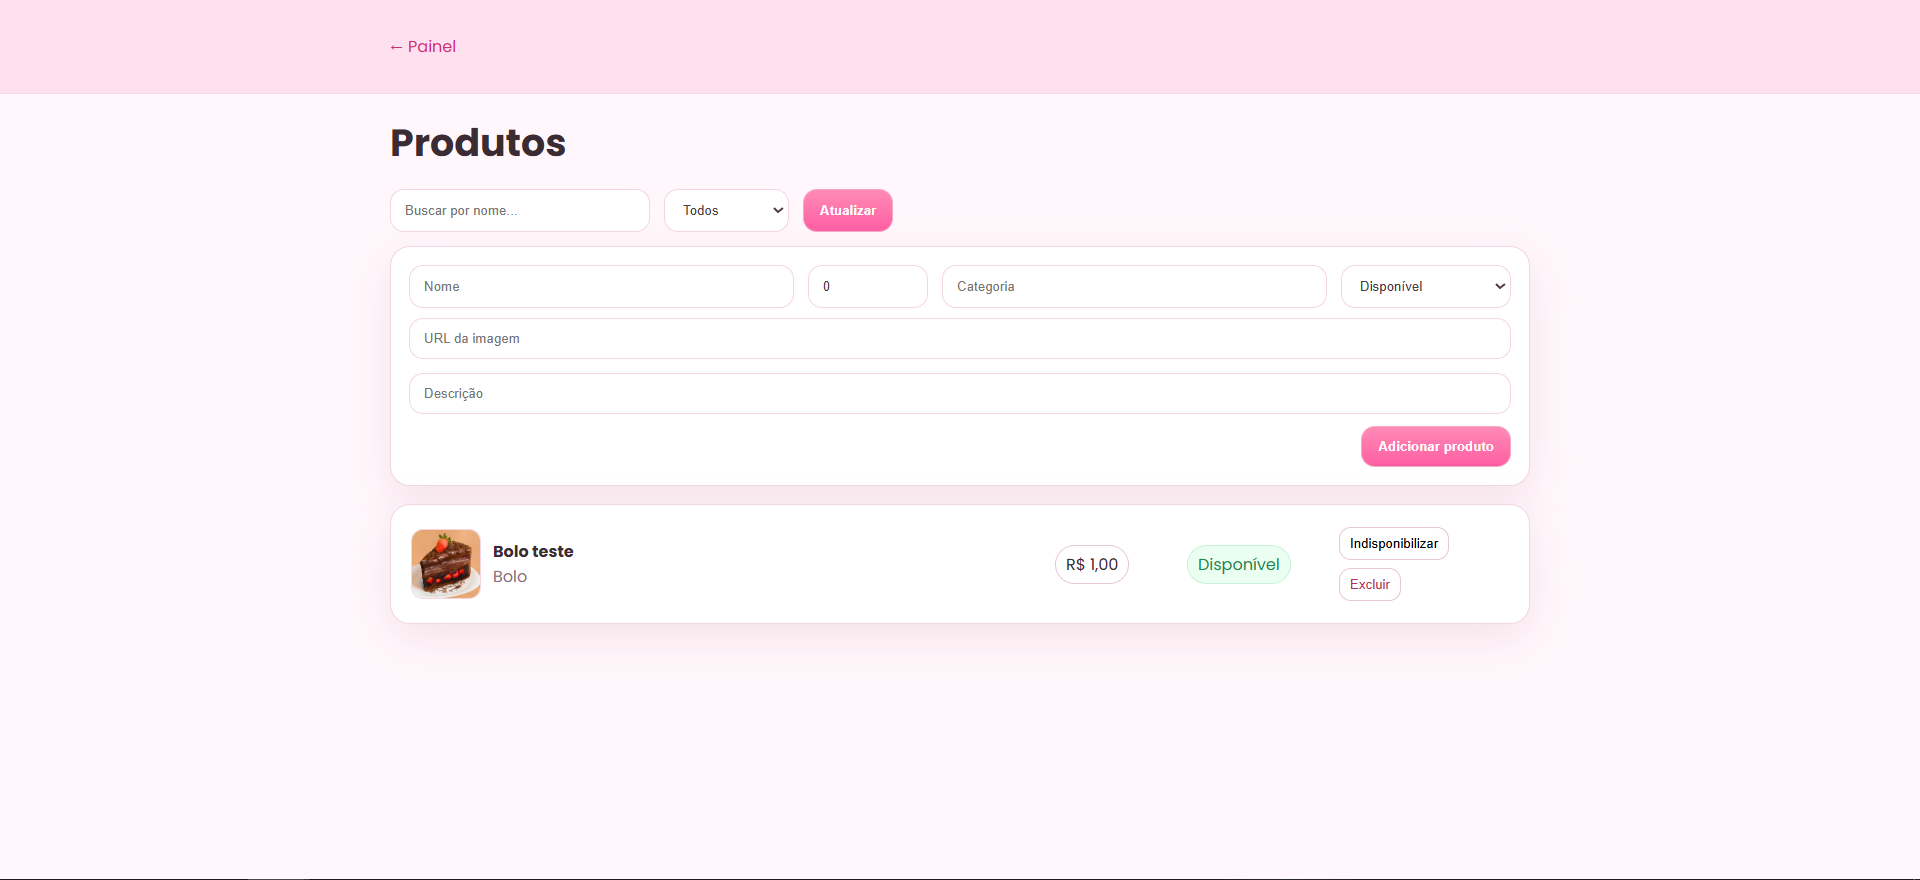 ← Painel
Produtos
Buscar por nome...
Todos
Atualizar
Nome
0
Categoria
Disponível
URL da imagem
Descrição
Adicionar produto
Bolo teste
Bolo
R$ 1,00
Disponível
Indisponibilizar
Excluir